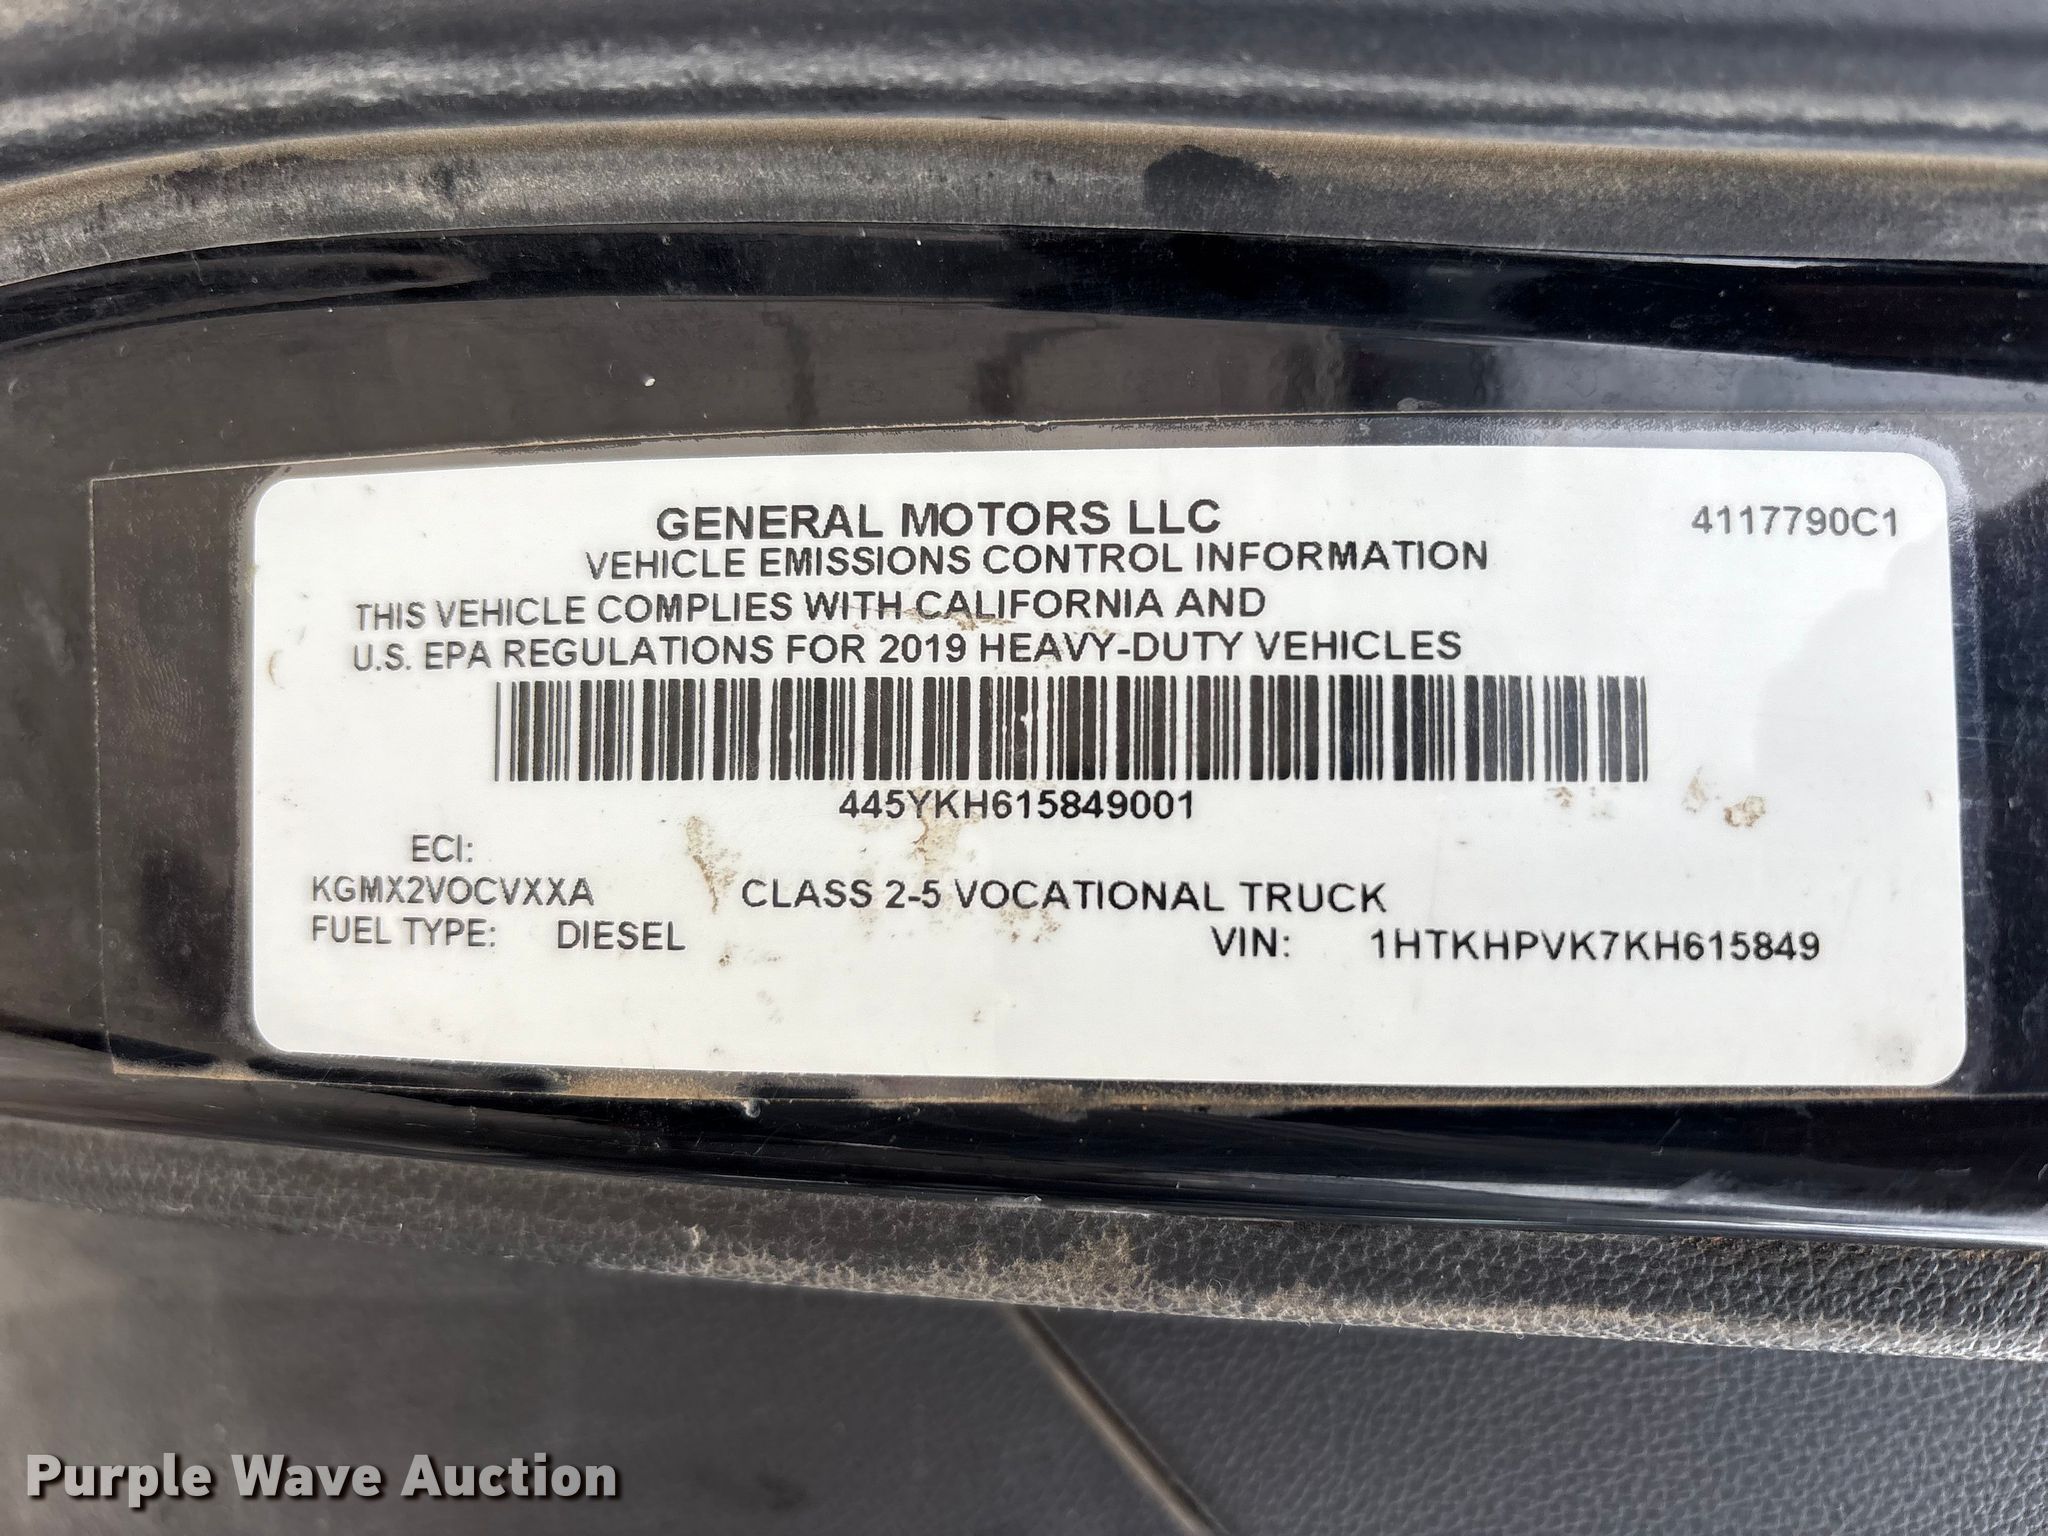 GENERAL MOTORS LLC 4117790C1
VEHICLE EMISSIONS CONTROL INFORMATION
THIS VEHICLE COMPLIES WITH CALIFORNIA AND
U.S. EPA REGULATIONS FOR 2019 HEAVY-DUTY VEHICLES
445YKH615849001
ECI:
KGMX2VOCVXXA CLASS 2-5 VOCATIONAL TRUCK
FUEL TYPE: DIESEL VIN: 1HTKHPVK7KH615849
Purple Wave Auction